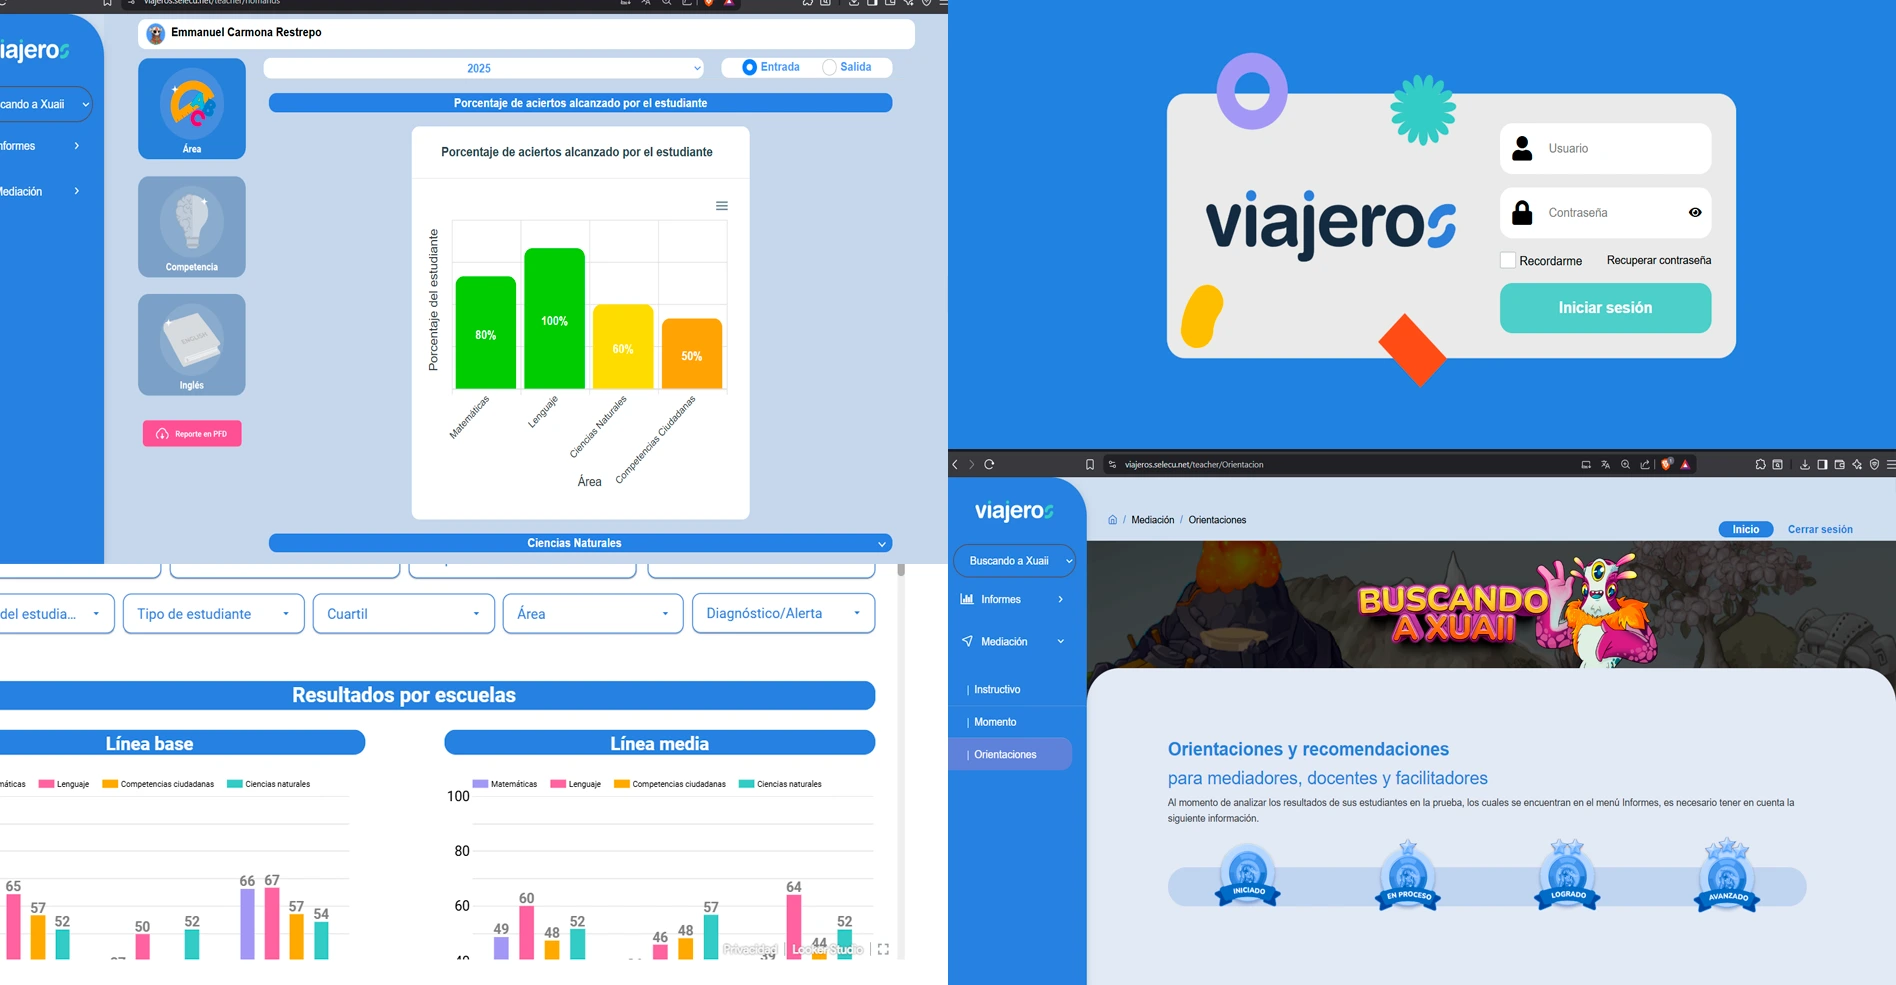 viajeros.selecu.net/teacher/nomands
Emmanuel Carmona Restrepo
iajeros
2025
Entrada
Salida
cando a Xuaii
Porcentaje de aciertos alcanzado por el estudiante
nformes
Mediación
Área
Competencia
ENGLISH
Inglés
Reporte en PFD
Porcentaje de aciertos alcanzado por el estudiante
Porcentaje del estudiante
80%
100%
60%
50%
Matemáticas
Lenguaje
Ciencias Naturales
Competencias Ciudadanas
Área
Ciencias Naturales
viajeros
Usuario
Contraseña
Recordarme
Recuperar contraseña
Iniciar sesión
del estudia...
Tipo de estudiante
Cuartil
Área
Diagnóstico/Alerta
Resultados por escuelas
Línea base
Línea media
máticas
Lenguaje
Competencias ciudadanas
Ciencias naturales
65
57
52
50
52
66
67
57
54
Matemáticas
Lenguaje
Competencias ciudadanas
Ciencias naturales
100
80
60
40
49
60
48
52
46
48
57
39
64
44
52
Privacidad
Looker Studio
viajeros.selecu.net/teacher/Orientacion
viajeros
/ Mediación / Orientaciones
Inicio
Cerrar sesión
Buscando a Xuaii
Informes
Mediación
| Instructivo
| Momento
| Orientaciones
BUSCANDO
A XUAII
Orientaciones y recomendaciones
para mediadores, docentes y facilitadores
Al momento de analizar los resultados de sus estudiantes en la prueba, los cuales se encuentran en el menú Informes, es necesario tener en cuenta la
siguiente información.
INICIADO
EN PROCESO
LOGRADO
AVANZADO